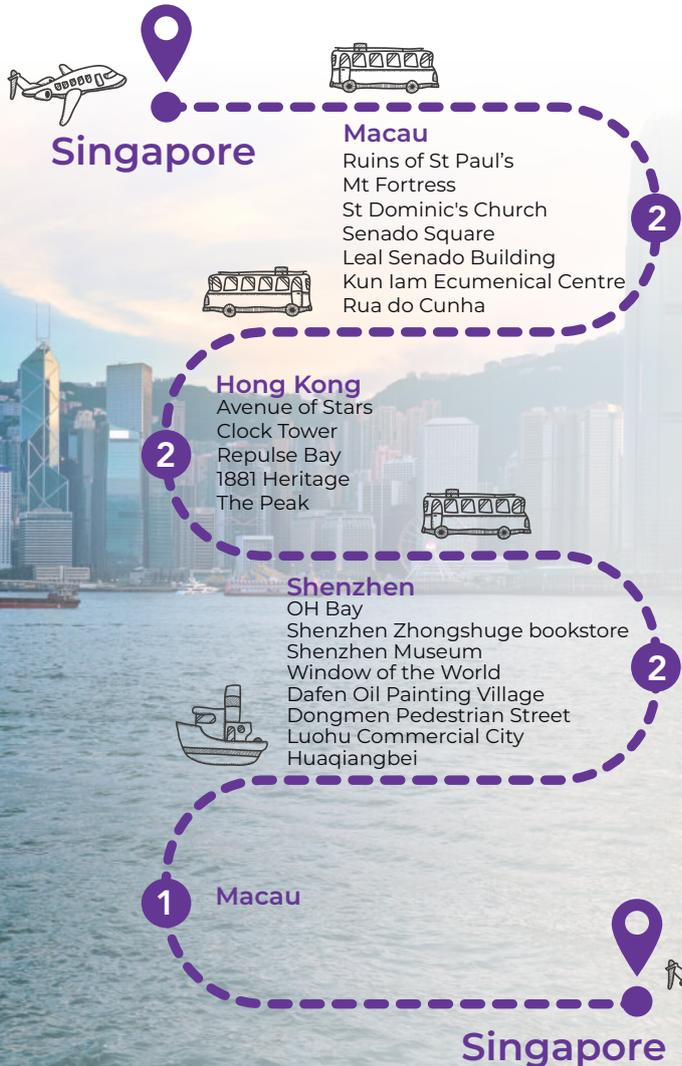 Singapore
Macau
Ruins of St Paul's
Mt Fortress
St Dominic's Church
Senado Square
Leal Senado Building
Kun Iam Ecumenical Centre
Rua do Cunha
2
Hong Kong
Avenue of Stars
Clock Tower
Repulse Bay
1881 Heritage
The Peak
2
Shenzhen
OH Bay
Shenzhen Zhongshuge bookstore
Shenzhen Museum
Window of the World
Dafen Oil Painting Village
Dongmen Pedestrian Street
Luohu Commercial City
Huaqiangbei
2
1
Macau
Singapore